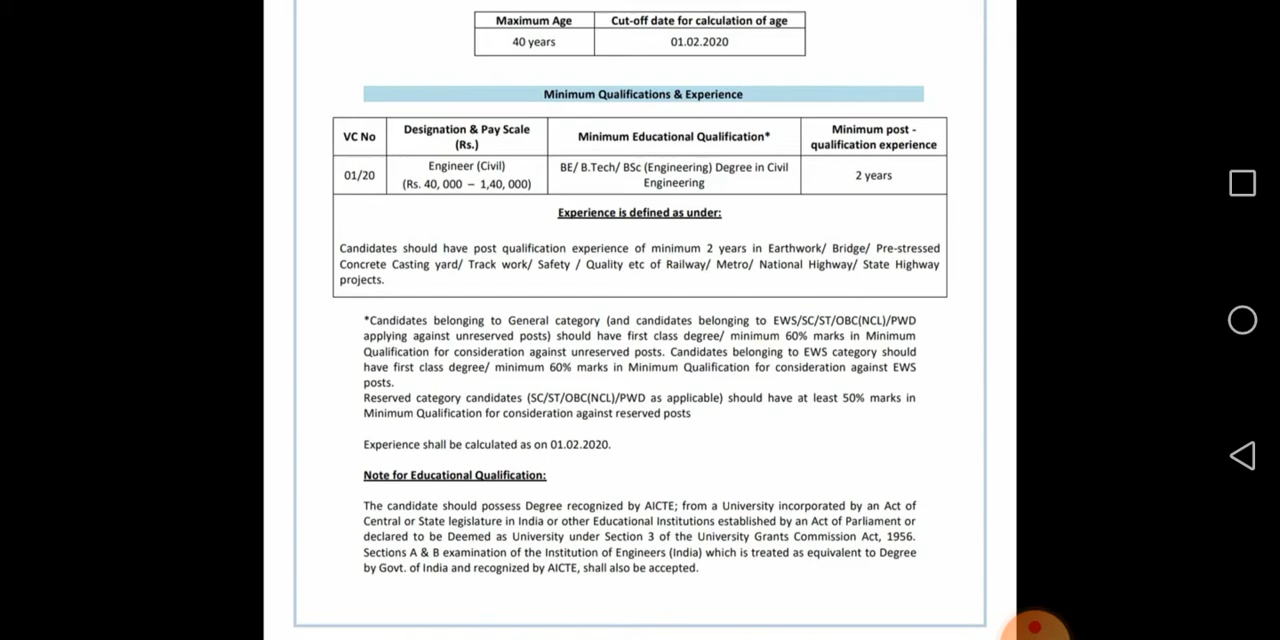 Maximum Age Cut-off date for calculation of age
40 years 01.02.2020
Minimum Qualifications & Experience
VC No Designation & Pay Scale (Rs.) Minimum Educational Qualification* Minimum post - qualification experience
01/20 Engineer (Civil) (Rs. 40, 000 – 1,40, 000) BE/ B.Tech/ BSc (Engineering) Degree in Civil Engineering 2 years
Experience is defined as under:
Candidates should have post qualification experience of minimum 2 years in Earthwork/ Bridge/ Pre-stressed
Concrete Casting yard/ Track work/ Safety / Quality etc of Railway/ Metro/ National Highway/ State Highway
projects.
*Candidates belonging to General category (and candidates belonging to EWS/SC/ST/OBC(NCL)/PWD
applying against unreserved posts) should have first class degree/ minimum 60% marks in Minimum
Qualification for consideration against unreserved posts. Candidates belonging to EWS category should
have first class degree/ minimum 60% marks in Minimum Qualification for consideration against EWS
posts.
Reserved category candidates (SC/ST/OBC(NCL)/PWD as applicable) should have at least 50% marks in
Minimum Qualification for consideration against reserved posts
Experience shall be calculated as on 01.02.2020.
Note for Educational Qualification:
The candidate should possess Degree recognized by AICTE; from a University incorporated by an Act of
Central or State legislature in India or other Educational Institutions established by an Act of Parliament or
declared to be Deemed as University under Section 3 of the University Grants Commission Act, 1956.
Sections A & B examination of the Institution of Engineers (India) which is treated as equivalent to Degree
by Govt. of India and recognized by AICTE, shall also be accepted.